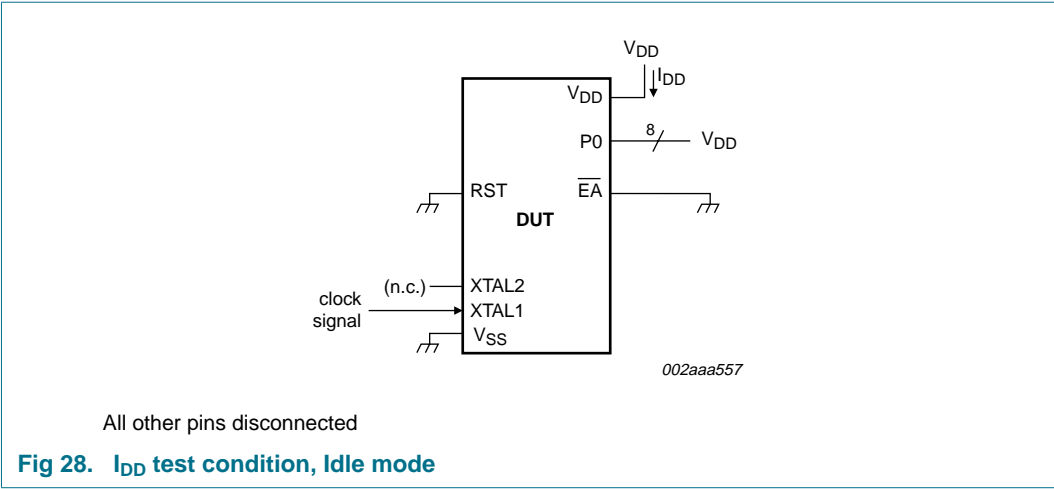 VDD
IDD
VDD
8
P0
VDD
RST
EA
DUT
(n.c.)
XTAL2
clock
signal
XTAL1
VSS
002aaa557
All other pins disconnected
Fig 28. IDD test condition, Idle mode